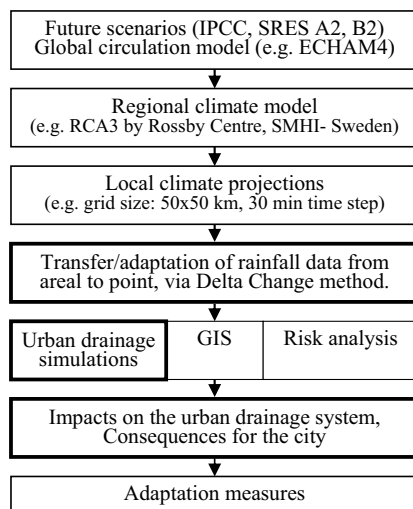 Future scenarios (IPCC, SRES A2, B2)
Global circulation model (e.g. ECHAM4)
Regional climate model
(e.g. RCA3 by Rossby Centre, SMHI- Sweden)
Local climate projections
(e.g. grid size: 50x50 km, 30 min time step)
Transfer/adaptation of rainfall data from
areal to point, via Delta Change method.
Urban drainage
simulations
GIS
Risk analysis
Impacts on the urban drainage system,
Consequences for the city
Adaptation measures